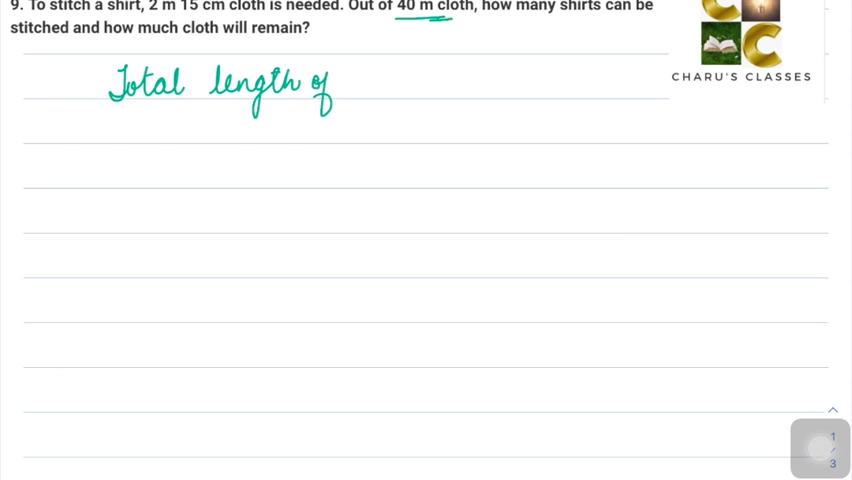 9. To stitch a shirt, 2 m 15 cm cloth is needed. Out of 40 m cloth, how many shirts can be
stitched and how much cloth will remain?
CHARU'S CLASSES
Total length of
1
/
3